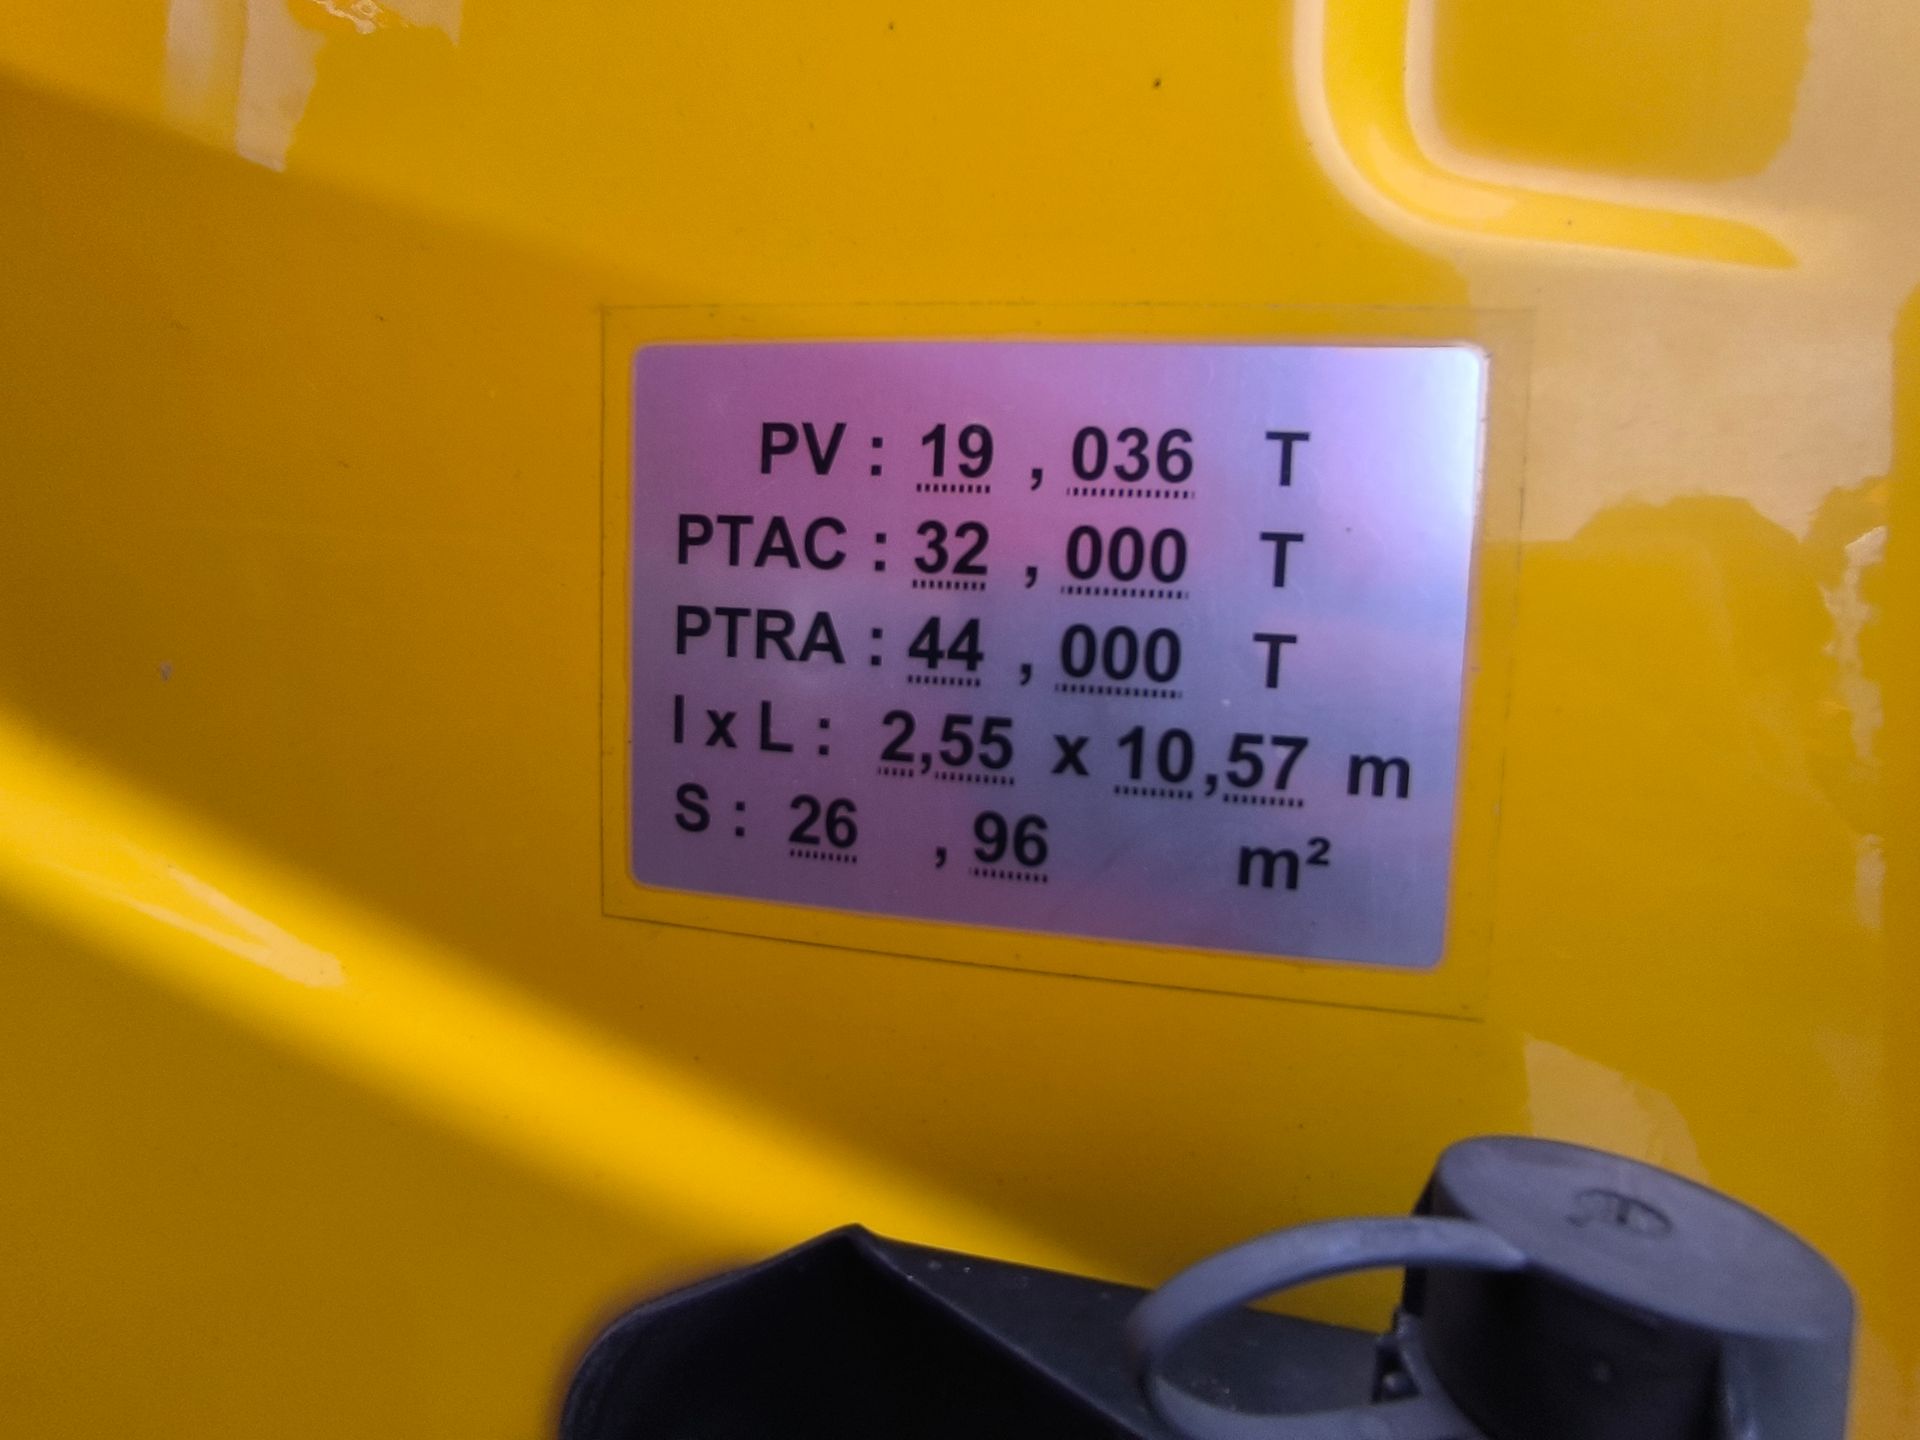 PV : 19 , 036 T
PTAC : 32 , 000 T
PTRA : 44 , 000 T
l x L : 2,55 x 10,57 m
S : 26 , 96 m²